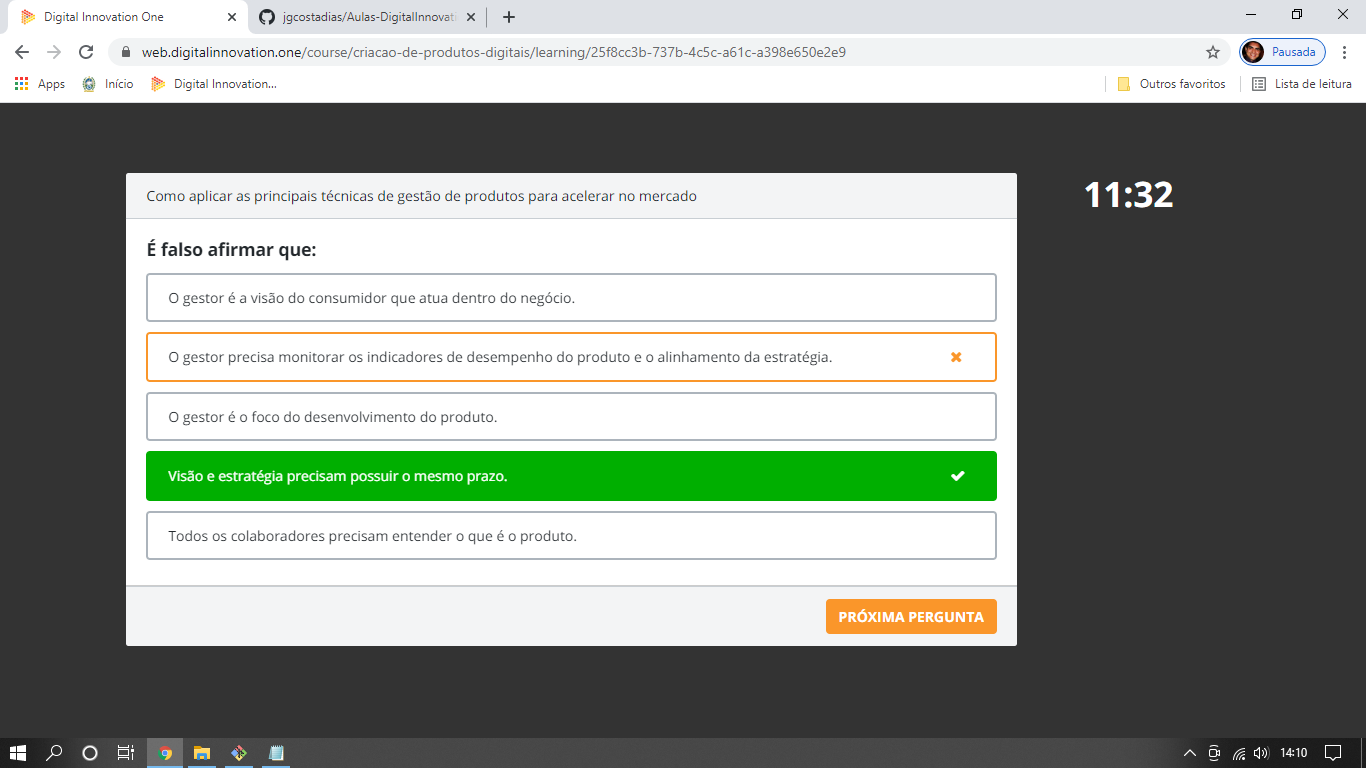 Digital Innovation One
jgcostadias/Aulas-DigitalInnovati
web.digitalinnovation.one/course/criacao-de-produtos-digitais/learning/25f8cc3b-737b-4c5c-a61c-a398e650e2e9
Pausada
Apps
Início
Digital Innovation...
Outros favoritos
Lista de leitura
Como aplicar as principais técnicas de gestão de produtos para acelerar no mercado
11:32
É falso afirmar que:
O gestor é a visão do consumidor que atua dentro do negócio.
O gestor precisa monitorar os indicadores de desempenho do produto e o alinhamento da estratégia.
O gestor é o foco do desenvolvimento do produto.
Visão e estratégia precisam possuir o mesmo prazo.
Todos os colaboradores precisam entender o que é o produto.
PRÓXIMA PERGUNTA
14:10